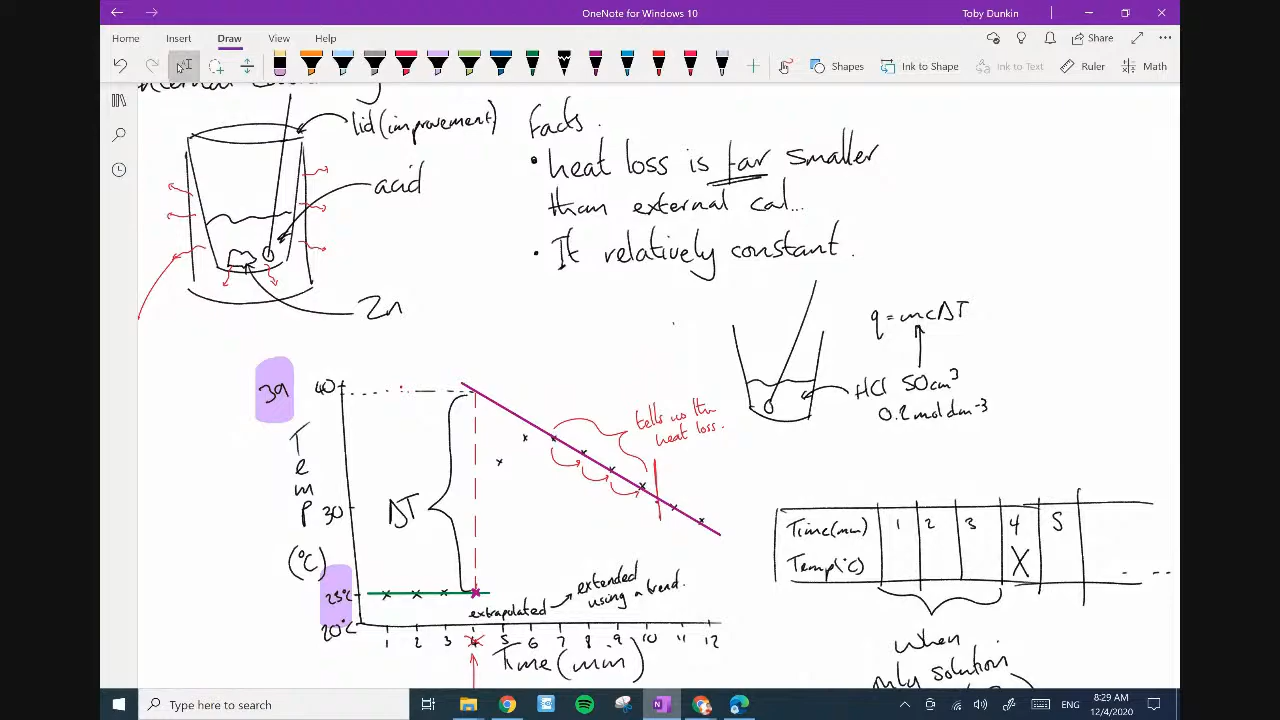 OneNote for Windows 10
Toby Dunkin
Home
Insert
Draw
View
Help
Share
Shapes
Ink to Shape
Ink to Text
Ruler
Math
lid (improvement)
acid
Zn
Facts.
• heat loss is far smaller
than external cal...
• It relatively constant.
q = mcΔT
HCl 50cm³
0.2 mol dm-3
39
40
Temp
(°C)
30
25°C
20°C
ΔT
tells us the
heat loss.
extrapolated → extended
using a trend.
1 2 3 4 5 6 7 8 9 10 11 12
Time (min)
Time (min) 1 2 3 4 5
Temp (°C) X . --
When
only solution
Type here to search
ENG
8:29 AM
12/4/2020